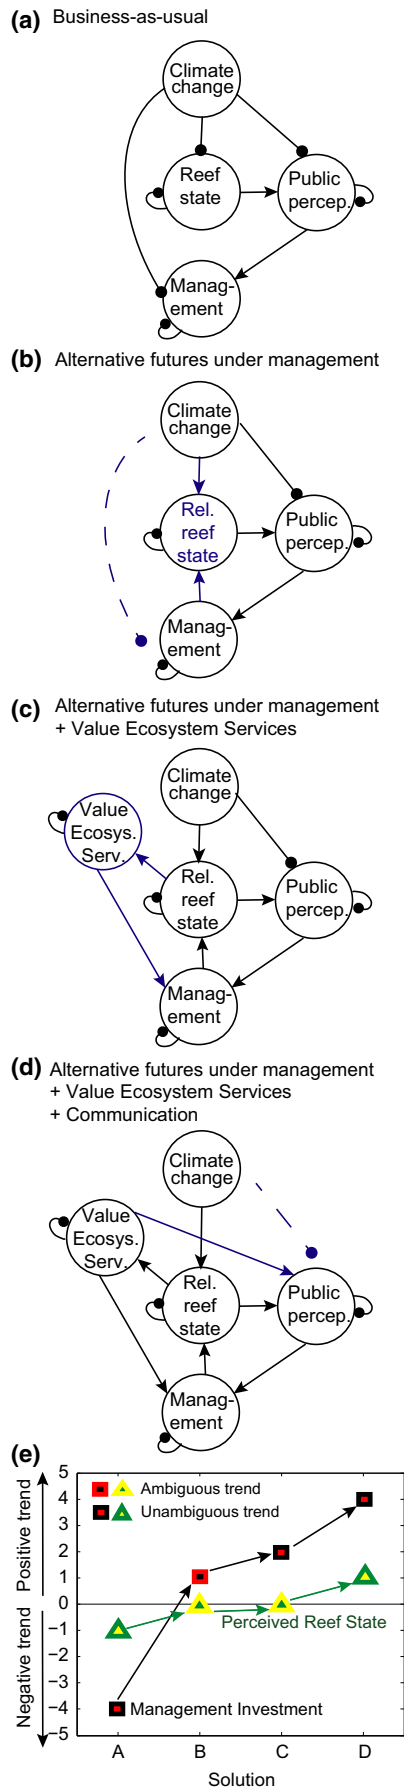 (a) Business-as-usual
Climate
change
Reef
state
Public
percep.
Manag-
ement
(b) Alternative futures under management
Climate
change
Rel.
reef
state
Public
percep.
Manag-
ement
(c) Alternative futures under management
+ Value Ecosystem Services
Climate
change
Value
Ecosys.
Serv.
Rel.
reef
state
Public
percep.
Manag-
ement
(d) Alternative futures under management
+ Value Ecosystem Services
+ Communication
Climate
change
Value
Ecosys.
Serv.
Rel.
reef
state
Public
percep.
Manag-
ement
(e)
Positive trend
Negative trend
5
4
3
2
1
0
−1
−2
−3
−4
−5
Ambiguous trend
Unambiguous trend
Perceived Reef State
Management Investment
A B C D
Solution